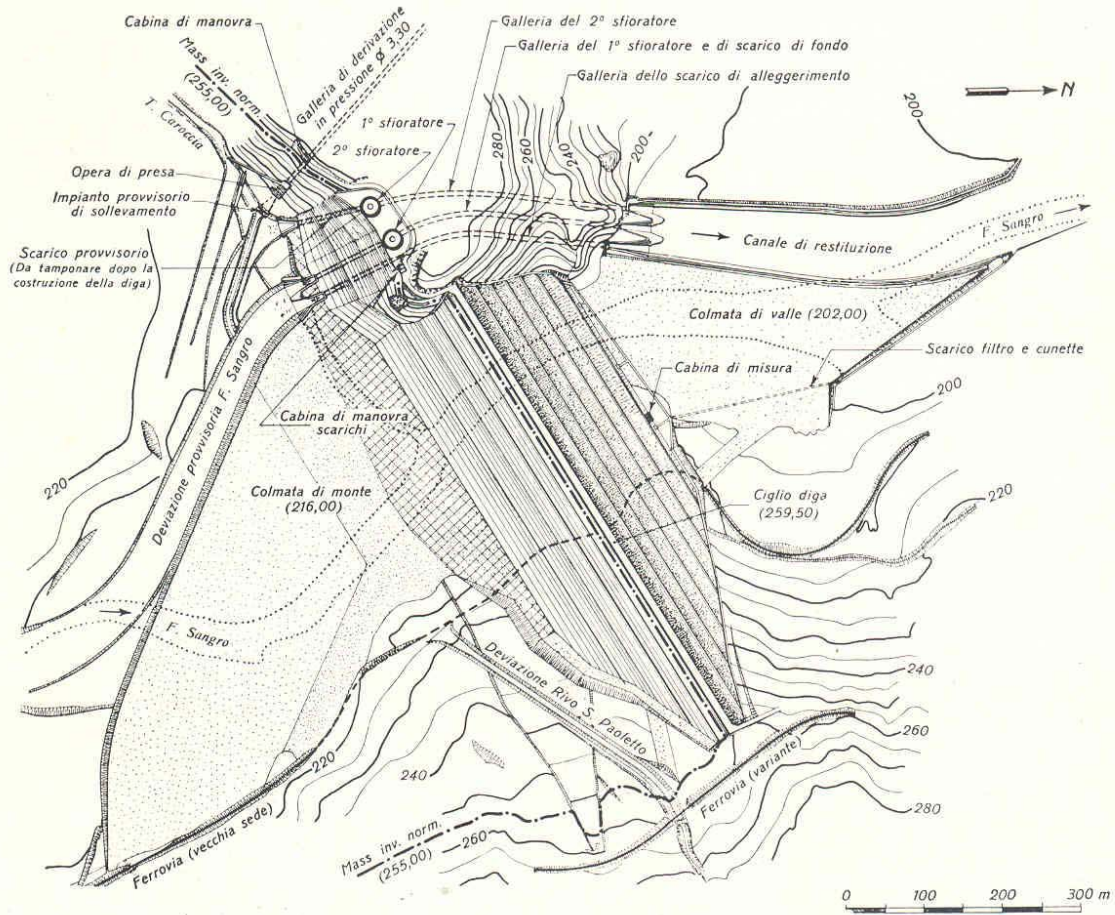 Cabina di manovra
Mass inv. norm.
(255,00)
Galleria di derivazione
in pressione Ø 3,30
Galleria del 2º sfioratore
Galleria del 1º sfioratore e di scarico di fondo
Galleria dello scarico di alleggerimento
N
T. Caroccia
1º sfioratore
2º sfioratore
Opera di presa
Impianto provvisorio
di sollevamento
Scarico provvisorio
(Da tamponare dopo la
costruzione della diga)
280
260
240
200
200
Canale di restituzione
F. Sangro
Colmata di valle (202,00)
Scarico filtro e cunette
Cabina di misura
200
Cabina di manovra
scarichi
220
Deviazione provvisoria F. Sangro
Colmata di monte
(216,00)
Ciglio diga
(259,50)
220
F. Sangro
Deviazione Rivo S. Paoletto
240
260
280
220
240
Ferrovia (vecchia sede)
Ferrovia (variante)
Mass inv. norm.
(255,00)
260
0 100 200 300 m